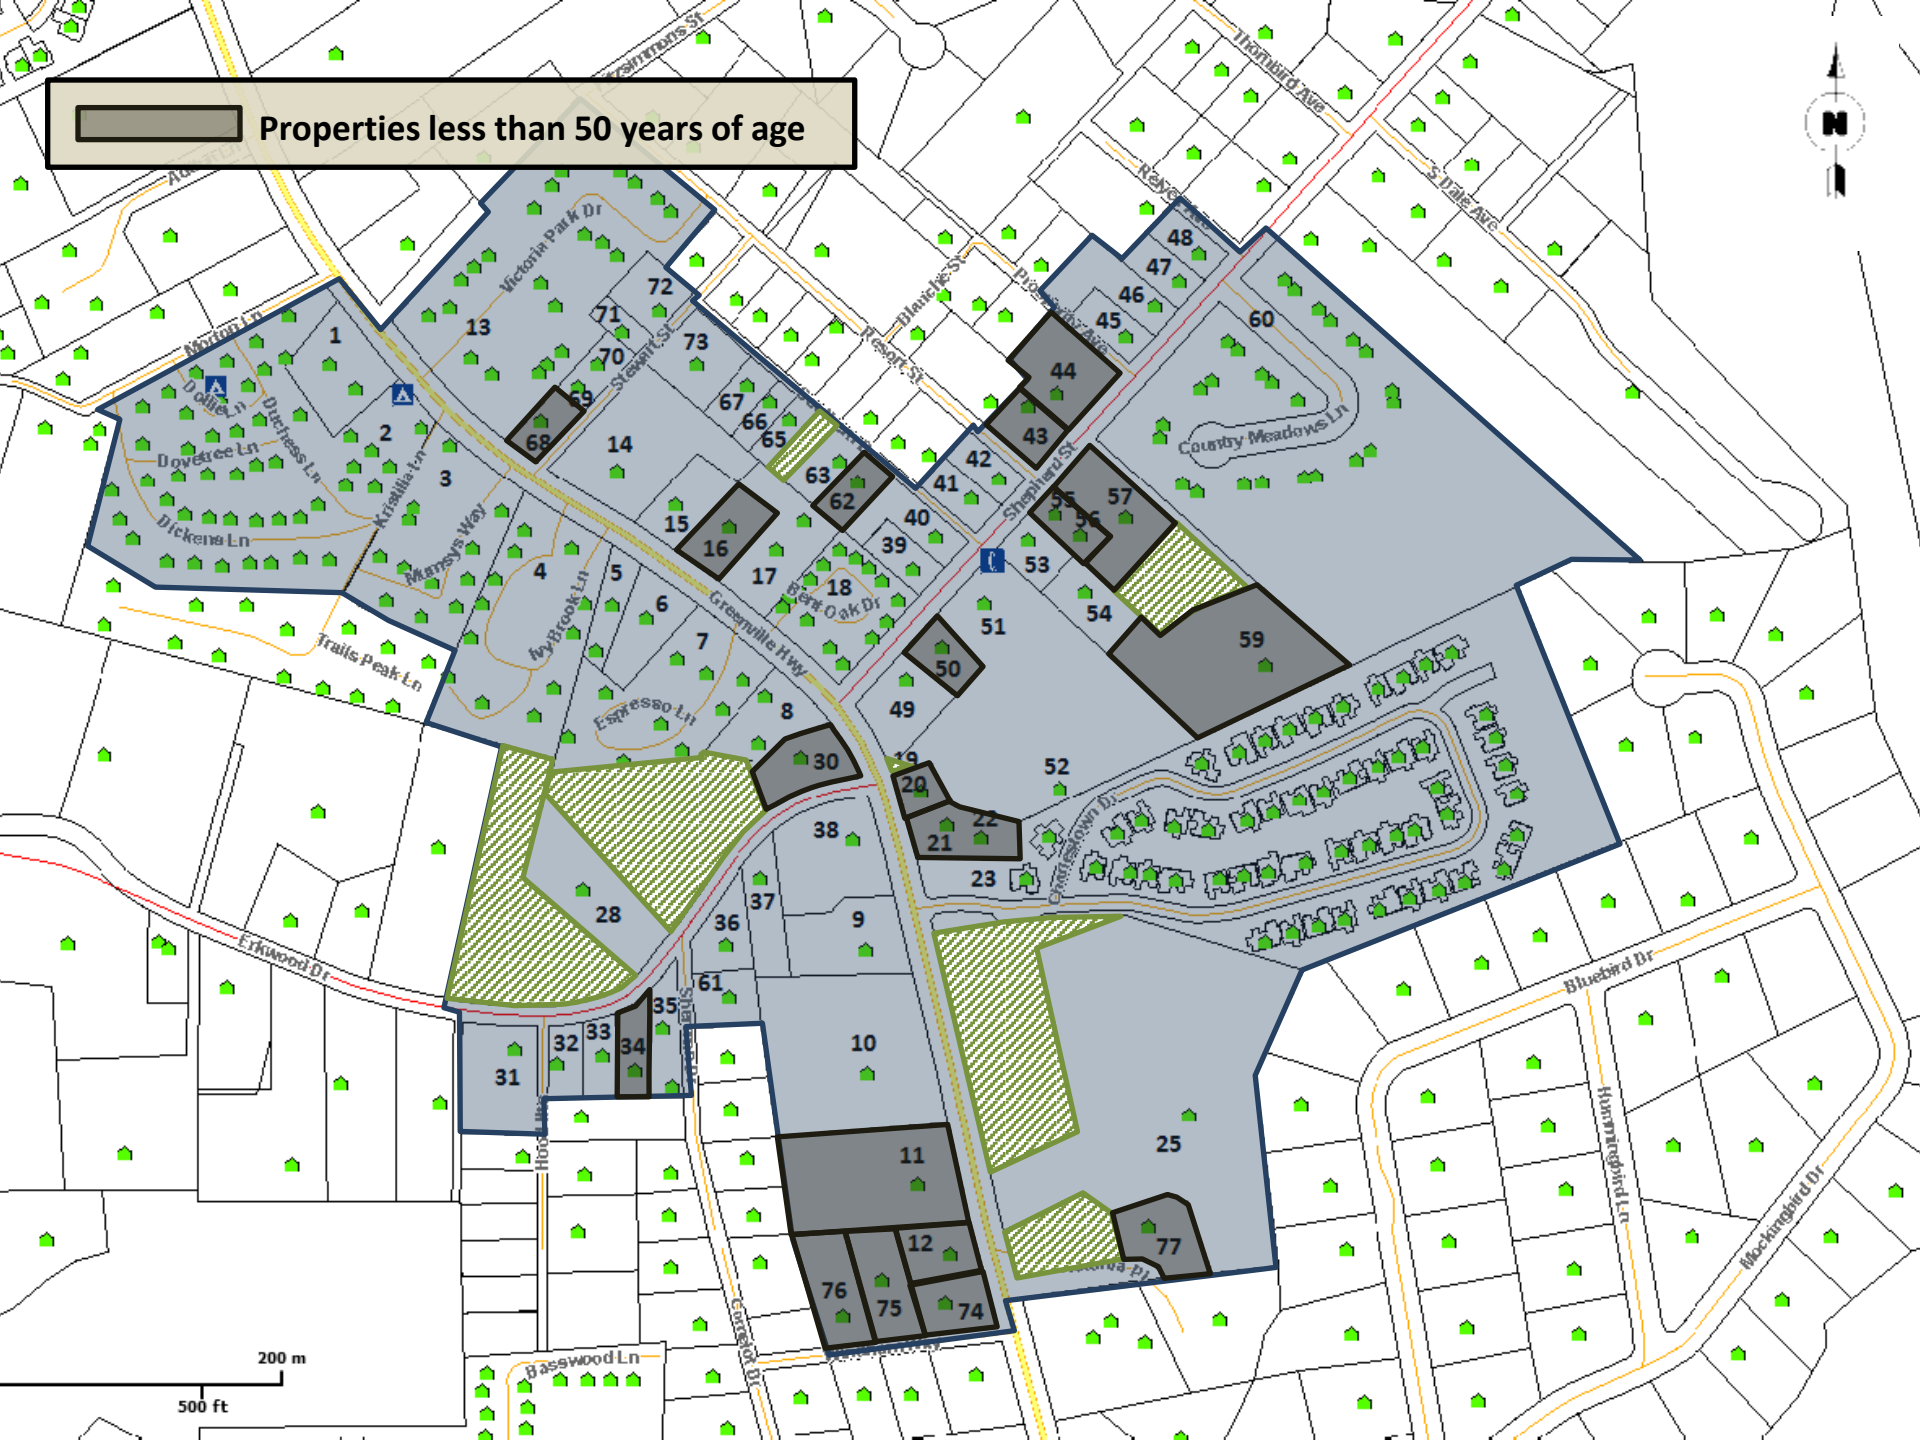 Thornbird Ave
N
Properties less than 50 years of age
S Dale Ave
Victoria Park Dr
48
47
46
45
60
72
71
70
73
13
1
Morton Ln
Blanche St
Resort St
Stewart St
44
Dollie Ln
Duchess Ln
69
67
66
65
2
68
14
43
Country Meadows Ln
Dovetree Ln
3
Kristilia Ln
42
41
63
62
Shepherd St
55
57
56
15
16
40
39
Dickens Ln
Mumsys Way
4
5
6
17
18
53
54
Bent Oak Dr
Greenville Hwy
Ivy Brook Ln
7
51
59
Trails Peak Ln
50
49
Espresso Ln
8
30
19
20
52
21
22
38
Charlestown Dr
23
37
36
9
28
Erkwood Dr
Bluebird Dr
61
35
34
33
32
31
10
25
11
Hummingbird Ln
Mockingbird Dr
12
77
76
75
74
200 m
500 ft
Basswood Ln